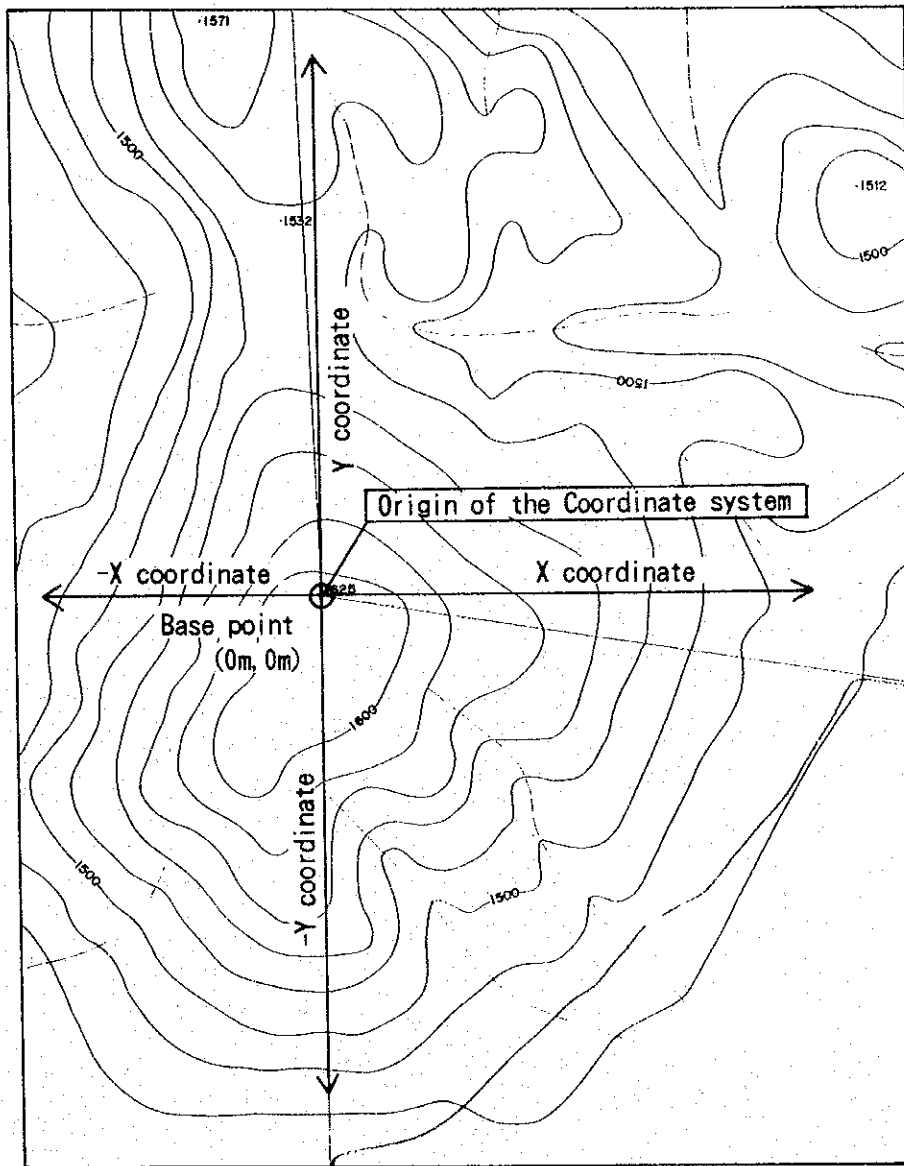 ·1571
1500
·1512
·1532
1500
Y coordinate
1500
Origin of the Coordinate system
-X coordinate
X coordinate
Base point
(0m, 0m)
1600
-Y coordinate
1500
1500